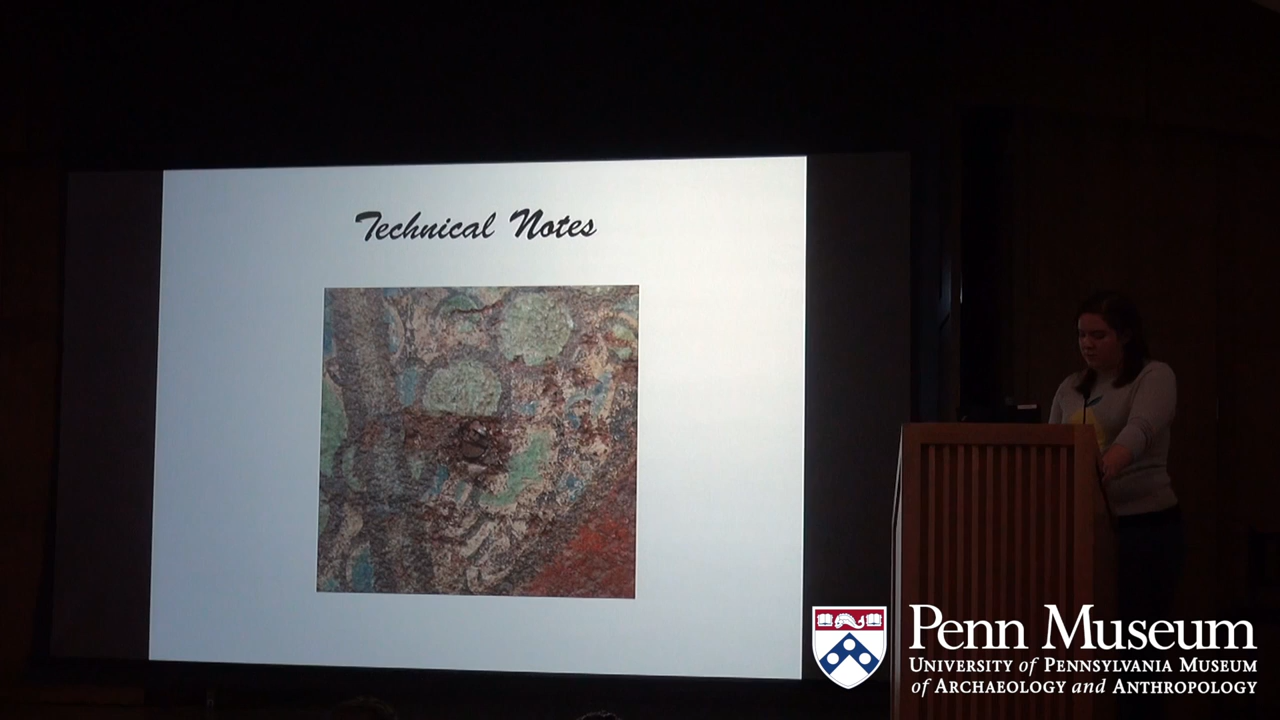 Technical Notes
Penn Museum
University of Pennsylvania Museum
of Archaeology and Anthropology